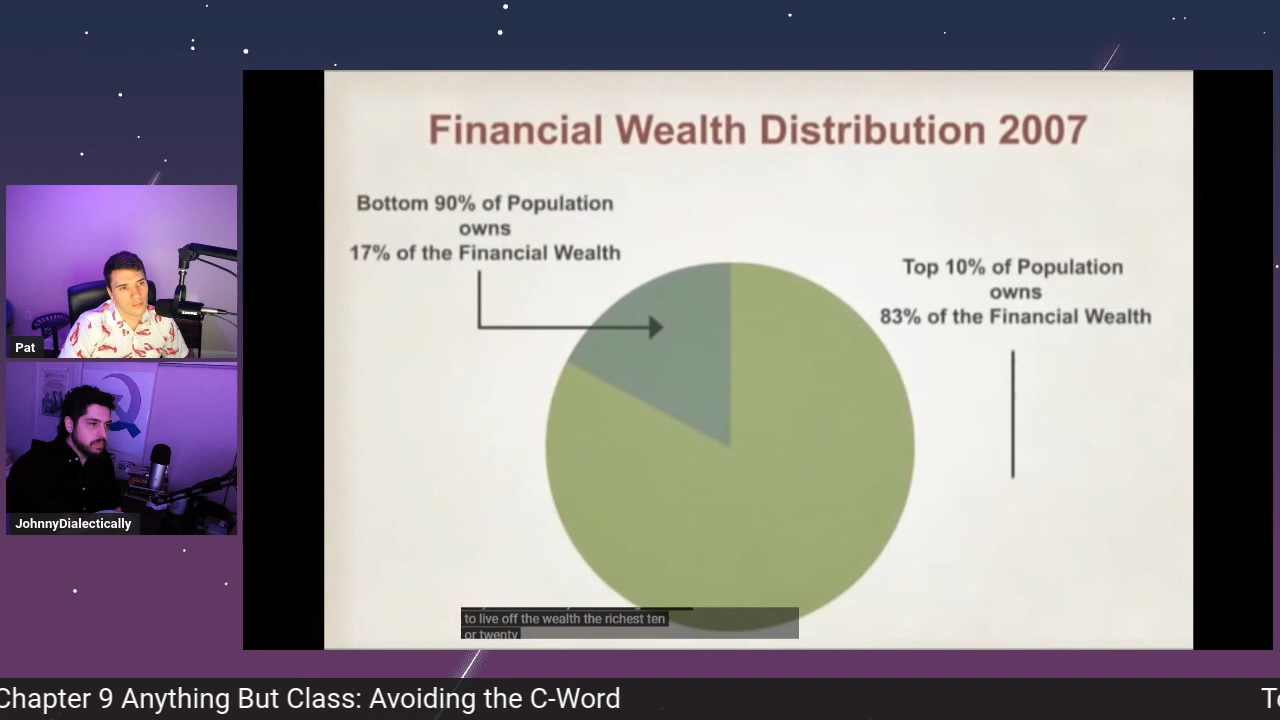 Financial Wealth Distribution 2007
Bottom 90% of Population
owns
17% of the Financial Wealth
Top 10% of Population
owns
83% of the Financial Wealth
Pat
JohnnyDialectically
to live off the wealth the richest ten
or twenty
Chapter 9 Anything But Class: Avoiding the C-Word